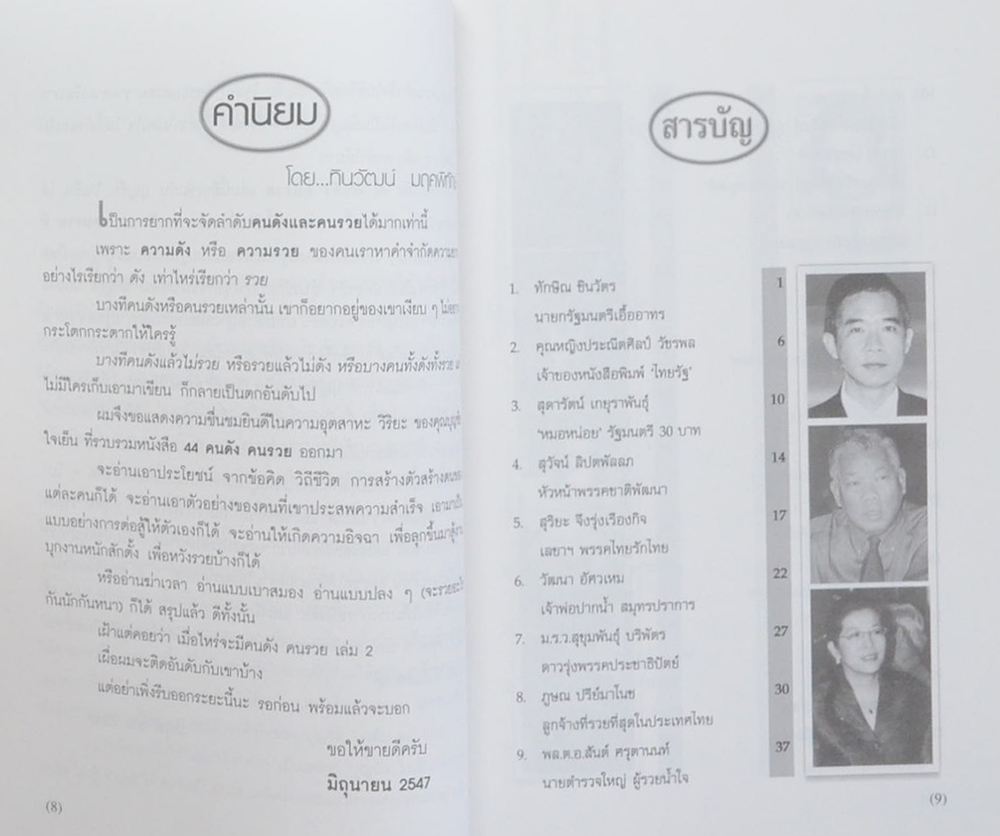 คำนิยม
โดย...ทินวัฒน์
เป็นการยากที่จะจัดลำดับคนดังและคนรวยได้มากเท่านี้
เพราะ ความดัง หรือ ความรวย ของคนเราหาคำจำกัดความ
อย่างไรเรียกว่า ดัง เท่าไหร่เรียกว่า รวย
บางทีคนดังหรือคนรวยเหล่านั้น เขาก็อยากอยู่ของเขาเงียบ ๆ
กระโตกกระตากให้ใครรู้
บางทีคนดังแล้วไม่รวย หรือรวยแล้วไม่ดัง หรือบางคนทั้งดังทั้งรวย
ไม่มีใครเก็บเอามาเขียน ก็กลายเป็นตกอันดับไป
ผมจึงขอแสดงความชื่นชมยินดีในความอุตสาหะ วิริยะ ของคุณ
ใจเย็น ที่รวบรวมหนังสือ 44 คนดัง คนรวย ออกมา
จะอ่านเอาประโยชน์ จากข้อคิด วิถีชีวิต การสร้างตัวสร้างตน
แต่ละคนก็ได้ จะอ่านเอาตัวอย่างของคนที่เขาประสพความสำเร็จ
แบบอย่างการต่อสู้ให้ตัวเองก็ได้ จะอ่านให้เกิดความอิจฉา เพื่อลุกขึ้นมา
บุกงานหนักสักตั้ง เพื่อหวังรวยบ้างก็ได้
หรืออ่านฆ่าเวลา อ่านแบบเบาสมอง อ่านแบบปลง ๆ
กันนักกันหนา) ก็ได้ สรุปแล้ว ดีทั้งนั้น
เฝ้าแต่คอยว่า เมื่อไหร่จะมีคนดัง คนรวย เล่ม 2
เผื่อผมจะติดอันดับกับเขาบ้าง
แต่อย่าเพิ่งรีบออกระยะนี้นะ รอก่อน พร้อมแล้วจะบอก
ขอให้ขายดีครับ
มิถุนายน 2547
(8)
สารบัญ
1. ทักษิณ ชินวัตร 1
นายกรัฐมนตรีเอื้ออาทร
2. คุณหญิงประณีตศิลป์ วัชรพล 6
เจ้าของหนังสือพิมพ์ 'ไทยรัฐ'
3. สุดารัตน์ เกยุราพันธุ์ 10
'หมอหน่อย' รัฐมนตรี 30 บาท
4. สุวัจน์ ลิปตพัลลภ 14
หัวหน้าพรรคชาติพัฒนา
5. สุริยะ จึงรุ่งเรืองกิจ 17
เลขาฯ พรรคไทยรักไทย
6. วัฒนา อัศวเหม 22
เจ้าพ่อปากน้ำ สมุทรปราการ
7. ม.ร.ว.สุขุมพันธุ์ บริพัตร 27
ดาวรุ่งพรรคประชาธิปัตย์
8. ภูษณ ปรีย์มาโนช 30
ลูกจ้างที่รวยที่สุดในประเทศไทย
9. พล.ต.อ.สันต์ ศรุตานนท์ 37
นายตำรวจใหญ่ ผู้รวยน้ำใจ
(9)